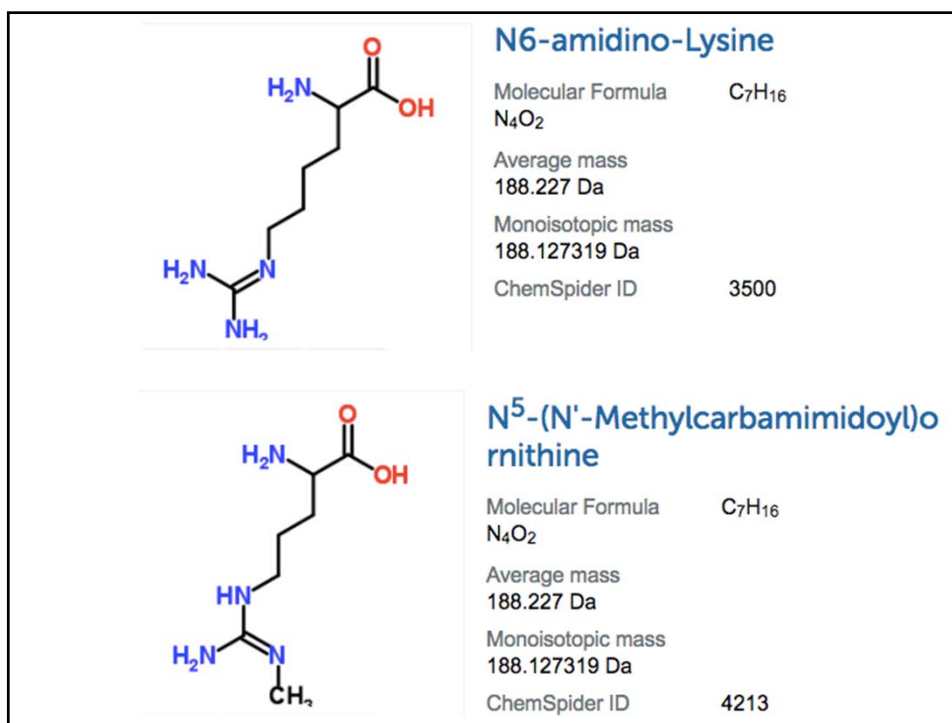 N6-amidino-Lysine
O
H₂N
OH
Molecular Formula C₇H₁₆
N₄O₂
Average mass
188.227 Da
Monoisotopic mass
188.127319 Da
H₂N N
ChemSpider ID 3500
NH₂
N⁵-(N'-Methylcarbamimidoyl)o
rnithine
O
H₂N
OH
Molecular Formula C₇H₁₆
N₄O₂
Average mass
188.227 Da
HN
Monoisotopic mass
188.127319 Da
H₂N N
CH₃
ChemSpider ID 4213